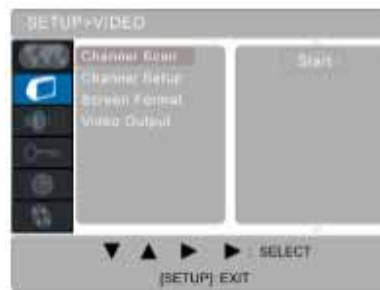 SETUP>VIDEO
Channel Scan
Start
Channel Setup
Screen Format
Video Output
▼ ▲ ▶ ▶ : SELECT
[SETUP]: EXIT